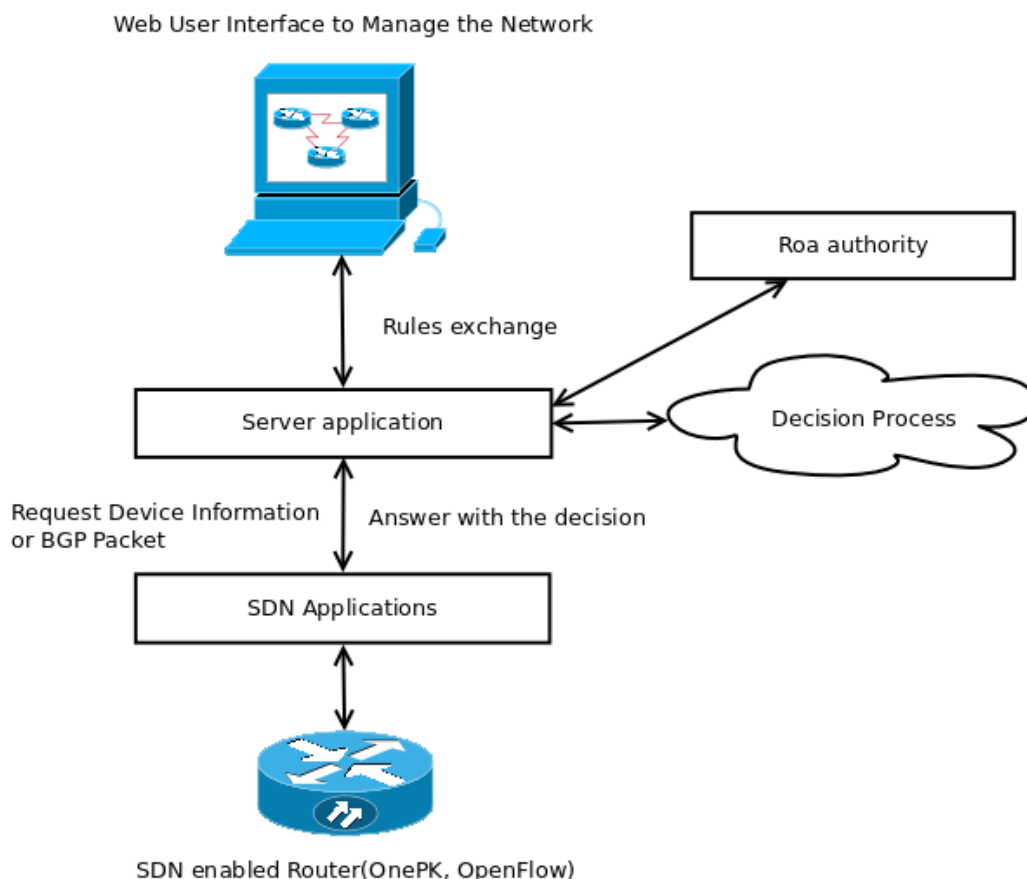 Web User Interface to Manage the Network
Roa authority
Rules exchange
Server application
Decision Process
Request Device Information
or BGP Packet
Answer with the decision
SDN Applications
SDN enabled Router(OnePK, OpenFlow)